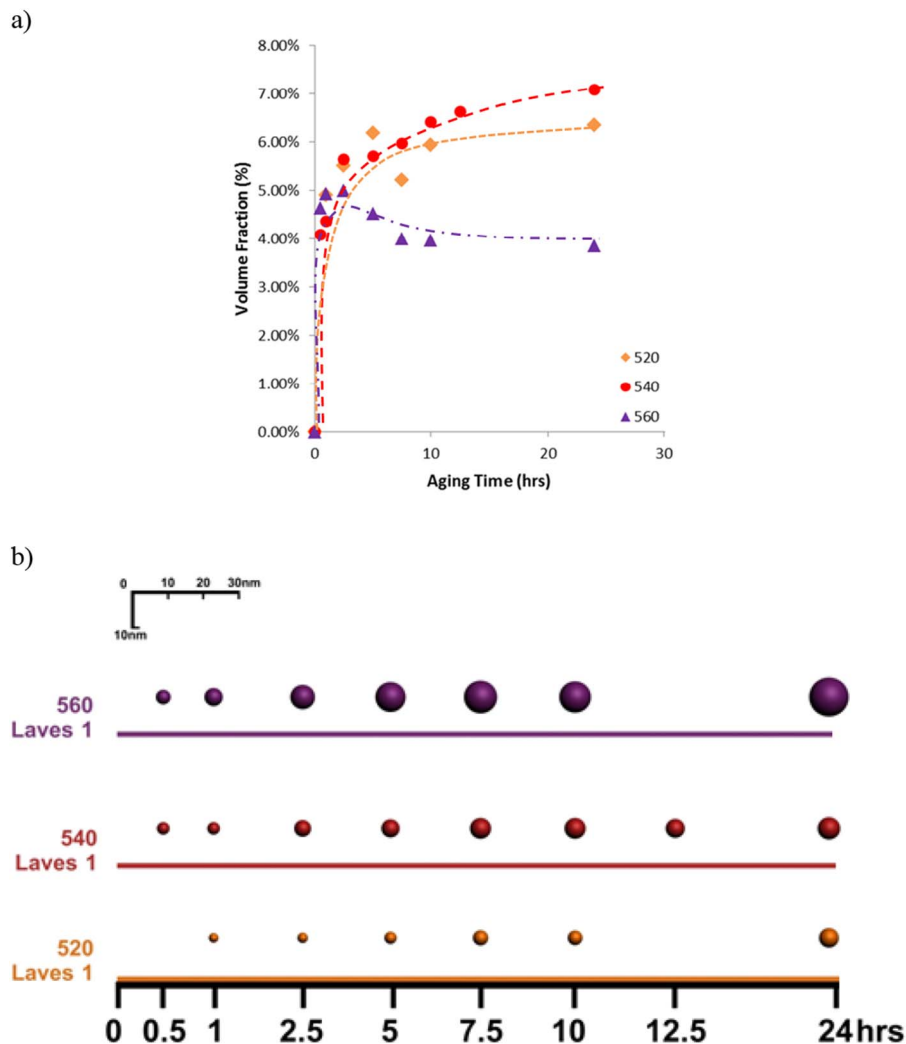 a)
8.00%
7.00%
6.00%
5.00%
4.00%
3.00%
2.00%
1.00%
0.00%
Volume Fraction (%)
520
540
560
0 10 20 30
Aging Time (hrs)
b)
0 10 20 30nm
10nm
560
Laves 1
540
Laves 1
520
Laves 1
0 0.5 1 2.5 5 7.5 10 12.5 24hrs